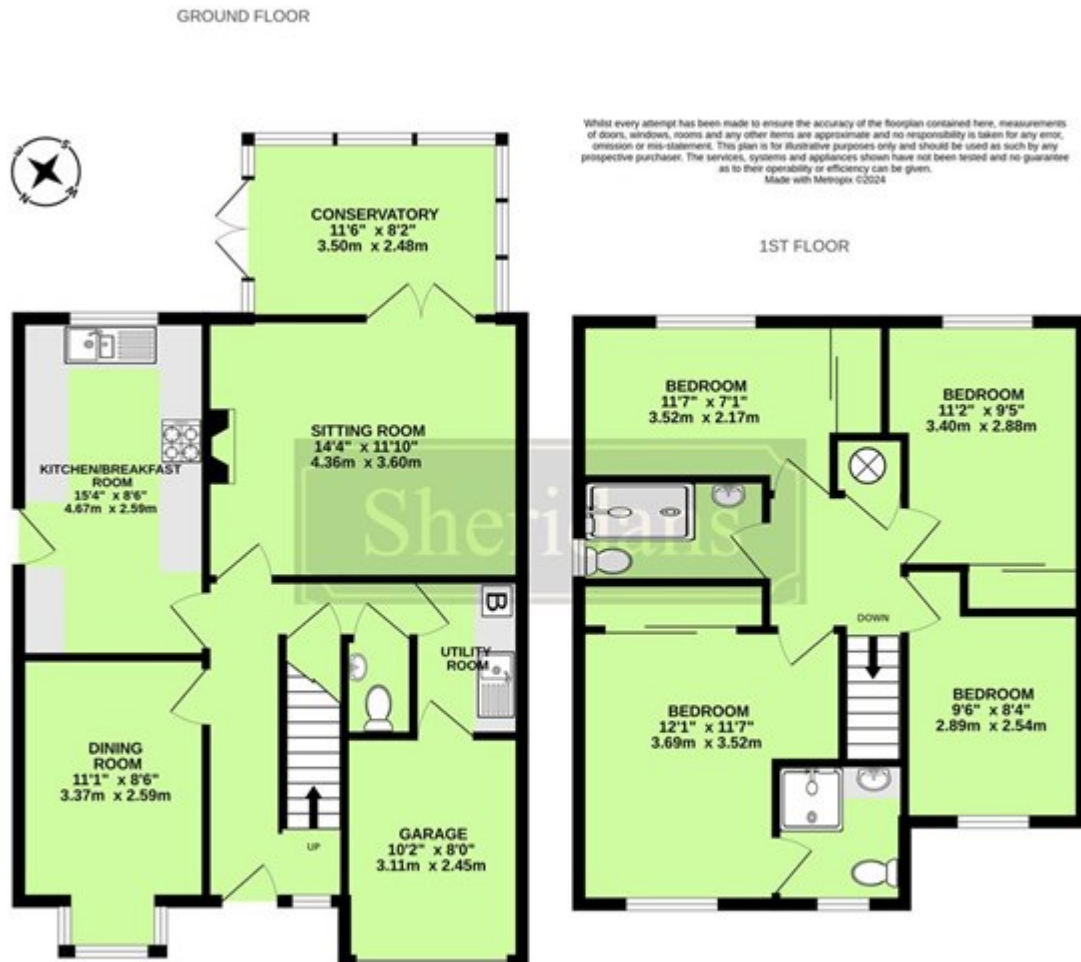 GROUND FLOOR
Whilst every attempt has been made to ensure the accuracy of the floorplan contained here, measurements
of doors, windows, rooms and any other items are approximate and no responsibility is taken for any error,
omission or mis-statement. This plan is for illustrative purposes only and should be used as such by any
prospective purchaser. The services, systems and appliances shown have not been tested and no guarantee
as to their operability or efficiency can be given.
Made with Metropix ©2024
CONSERVATORY
11'6" x 8'2"
3.50m x 2.48m
SITTING ROOM
14'4" x 11'10"
4.36m x 3.60m
KITCHEN/BREAKFAST
ROOM
15'4" x 8'6"
4.67m x 2.59m
B
UTILITY
ROOM
DINING
ROOM
11'1" x 8'6"
3.37m x 2.59m
UP
GARAGE
10'2" x 8'0"
3.11m x 2.45m
1ST FLOOR
BEDROOM
11'7" x 7'1"
3.52m x 2.17m
BEDROOM
11'2" x 9'5"
3.40m x 2.88m
DOWN
BEDROOM
12'1" x 11'7"
3.69m x 3.52m
BEDROOM
9'6" x 8'4"
2.89m x 2.54m
Sheridans